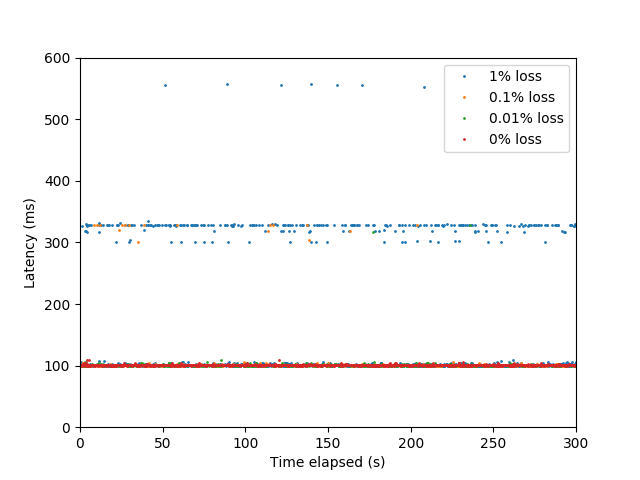 600
500
400
300
200
100
0
Latency (ms)
0 50 100 150 200 250 300
Time elapsed (s)
1% loss
0.1% loss
0.01% loss
0% loss